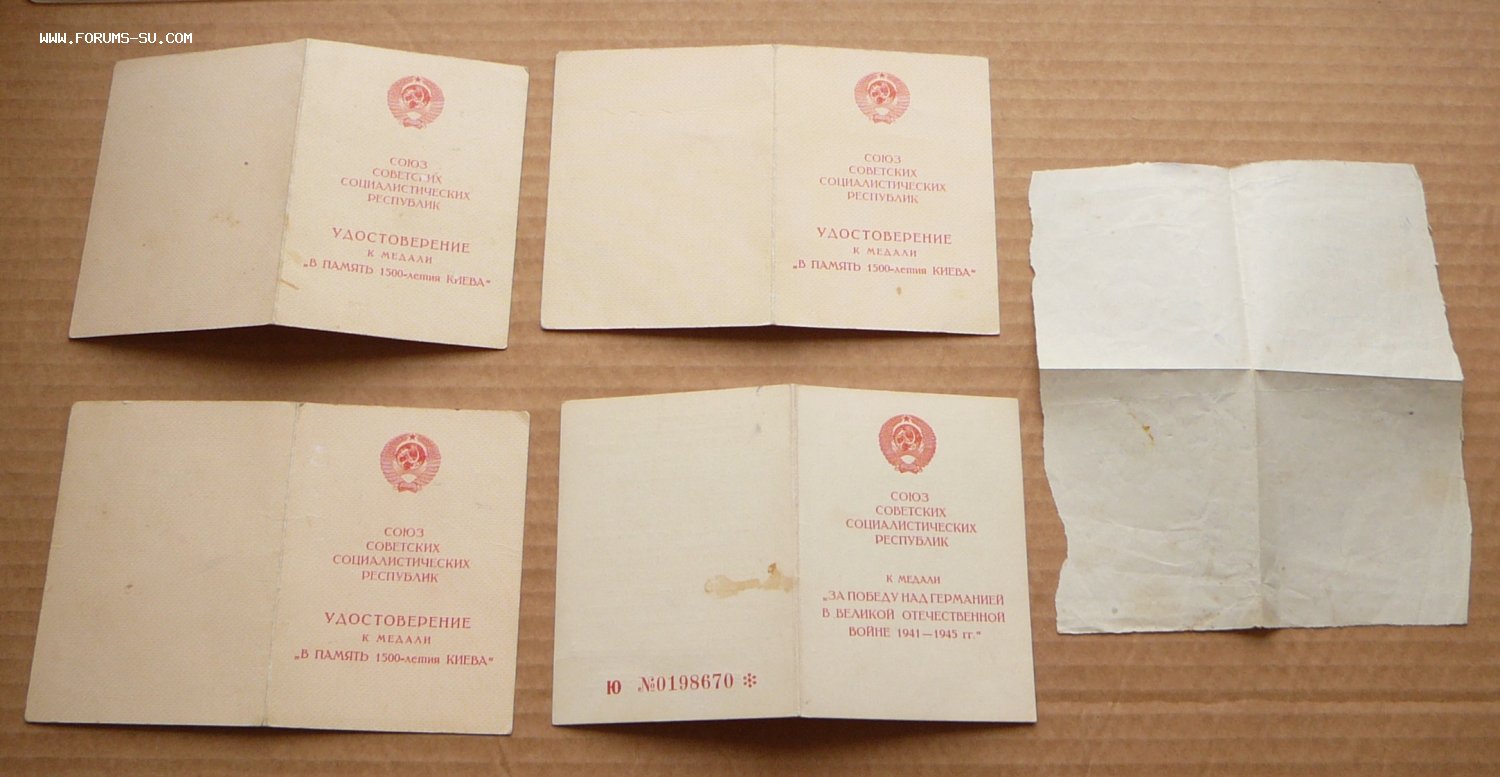 WWW.FORUMS-SU.COM
СОЮЗ
СОВЕТСКИХ
СОЦИАЛИСТИЧЕСКИХ
РЕСПУБЛИК
УДОСТОВЕРЕНИЕ
К МЕДАЛИ
„В ПАМЯТЬ 1500-летия КИЕВА“
СОЮЗ
СОВЕТСКИХ
СОЦИАЛИСТИЧЕСКИХ
РЕСПУБЛИК
УДОСТОВЕРЕНИЕ
К МЕДАЛИ
„В ПАМЯТЬ 1500-летия КИЕВА“
СОЮЗ
СОВЕТСКИХ
СОЦИАЛИСТИЧЕСКИХ
РЕСПУБЛИК
УДОСТОВЕРЕНИЕ
К МЕДАЛИ
„В ПАМЯТЬ 1500-летия КИЕВА“
СОЮЗ
СОВЕТСКИХ
СОЦИАЛИСТИЧЕСКИХ
РЕСПУБЛИК
К МЕДАЛИ
„ЗА ПОБЕДУ НАД ГЕРМАНИЕЙ
В ВЕЛИКОЙ ОТЕЧЕСТВЕННОЙ
ВОЙНЕ 1941—1945 гг.“
Ю №0198670 *